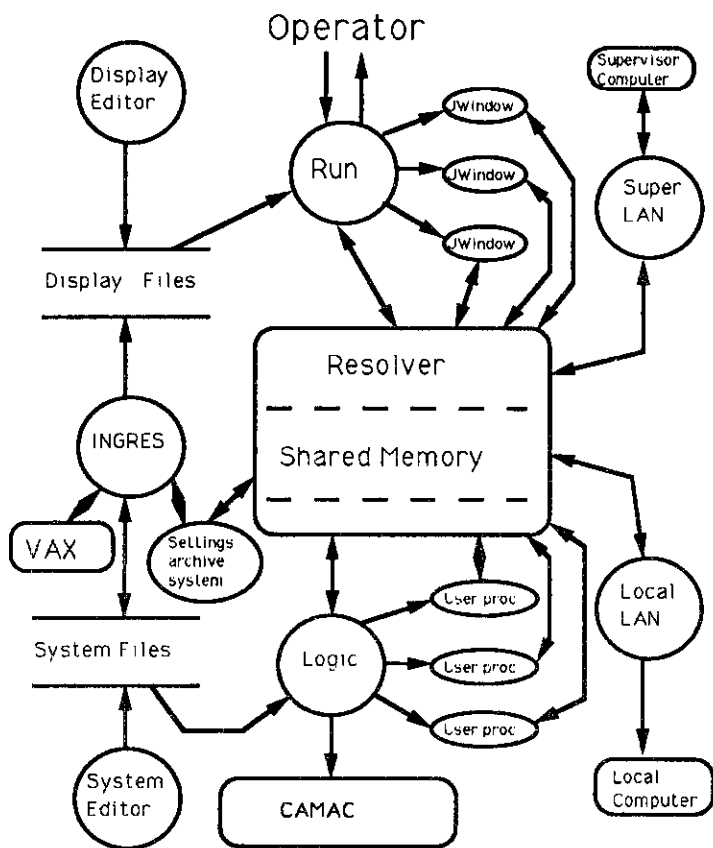 Operator
Display
Editor
Supervisor
Computer
JWindow
Run
JWindow
Super
LAN
JWindow
Display Files
Resolver
INGRES
Shared Memory
VAX
Settings
archive
system
User proc
Local
LAN
System Files
Logic
User proc
User proc
System
Editor
CAMAC
Local
Computer